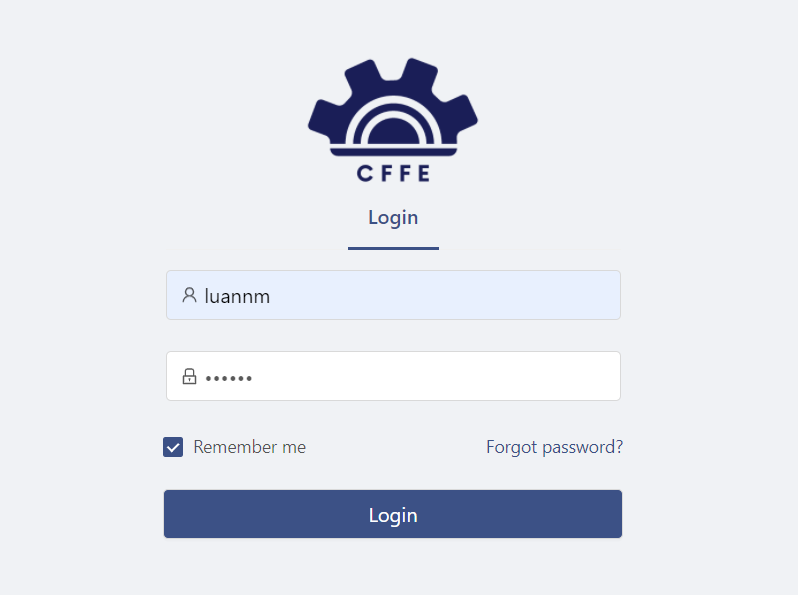 CFFE
Login
luannm
••••••
Remember me
Forgot password?
Login